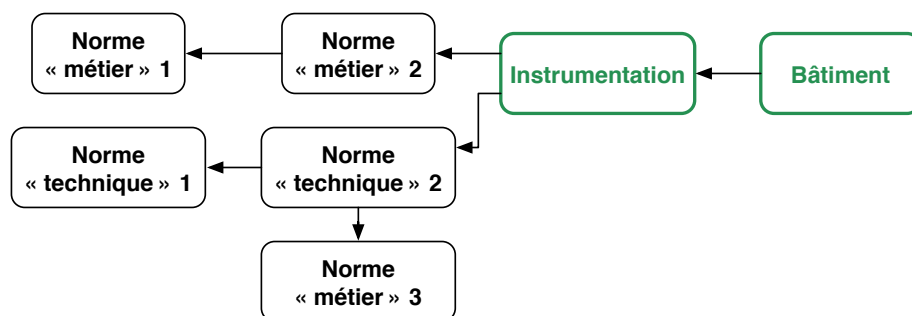 Norme
« métier » 1
Norme
« métier » 2
Instrumentation
Bâtiment
Norme
« technique » 1
Norme
« technique » 2
Norme
« métier » 3